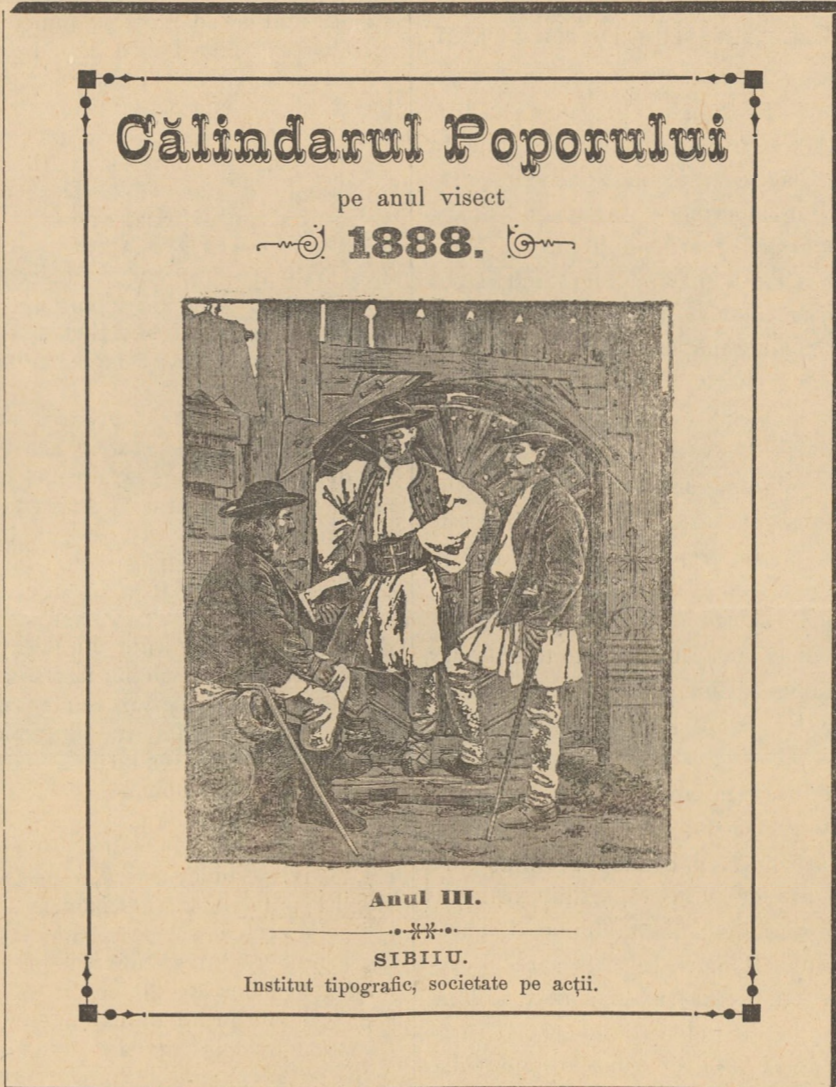 Călindarul Poporului
pe anul visect
1888.
Anul III.
SIBIIU.
Institut tipografic, societate pe acții.